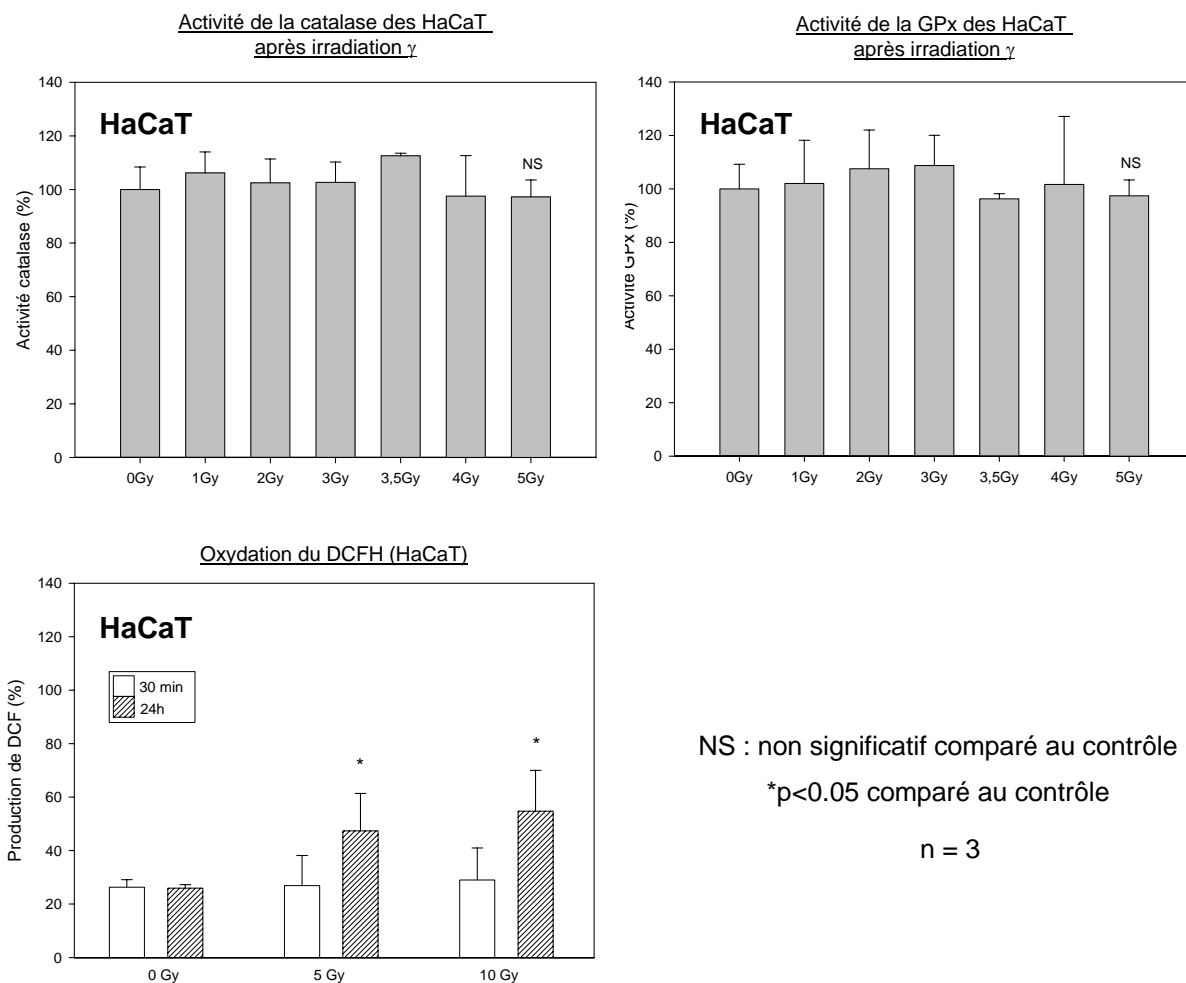 Activité de la catalase des HaCaT
après irradiation γ
140
120
100
80
60
40
20
0
Activité catalase (%)
HaCaT
NS
0Gy 1Gy 2Gy 3Gy 3,5Gy 4Gy 5Gy
Activité de la GPx des HaCaT
après irradiation γ
140
120
100
80
60
40
20
0
Activité GPx (%)
HaCaT
NS
0Gy 1Gy 2Gy 3Gy 3,5Gy 4Gy 5Gy
Oxydation du DCFH (HaCaT)
140
120
100
80
60
40
20
0
Production de DCF (%)
HaCaT
30 min
24h
*
*
0 Gy 5 Gy 10 Gy
NS : non significatif comparé au contrôle
*p<0.05 comparé au contrôle
n = 3